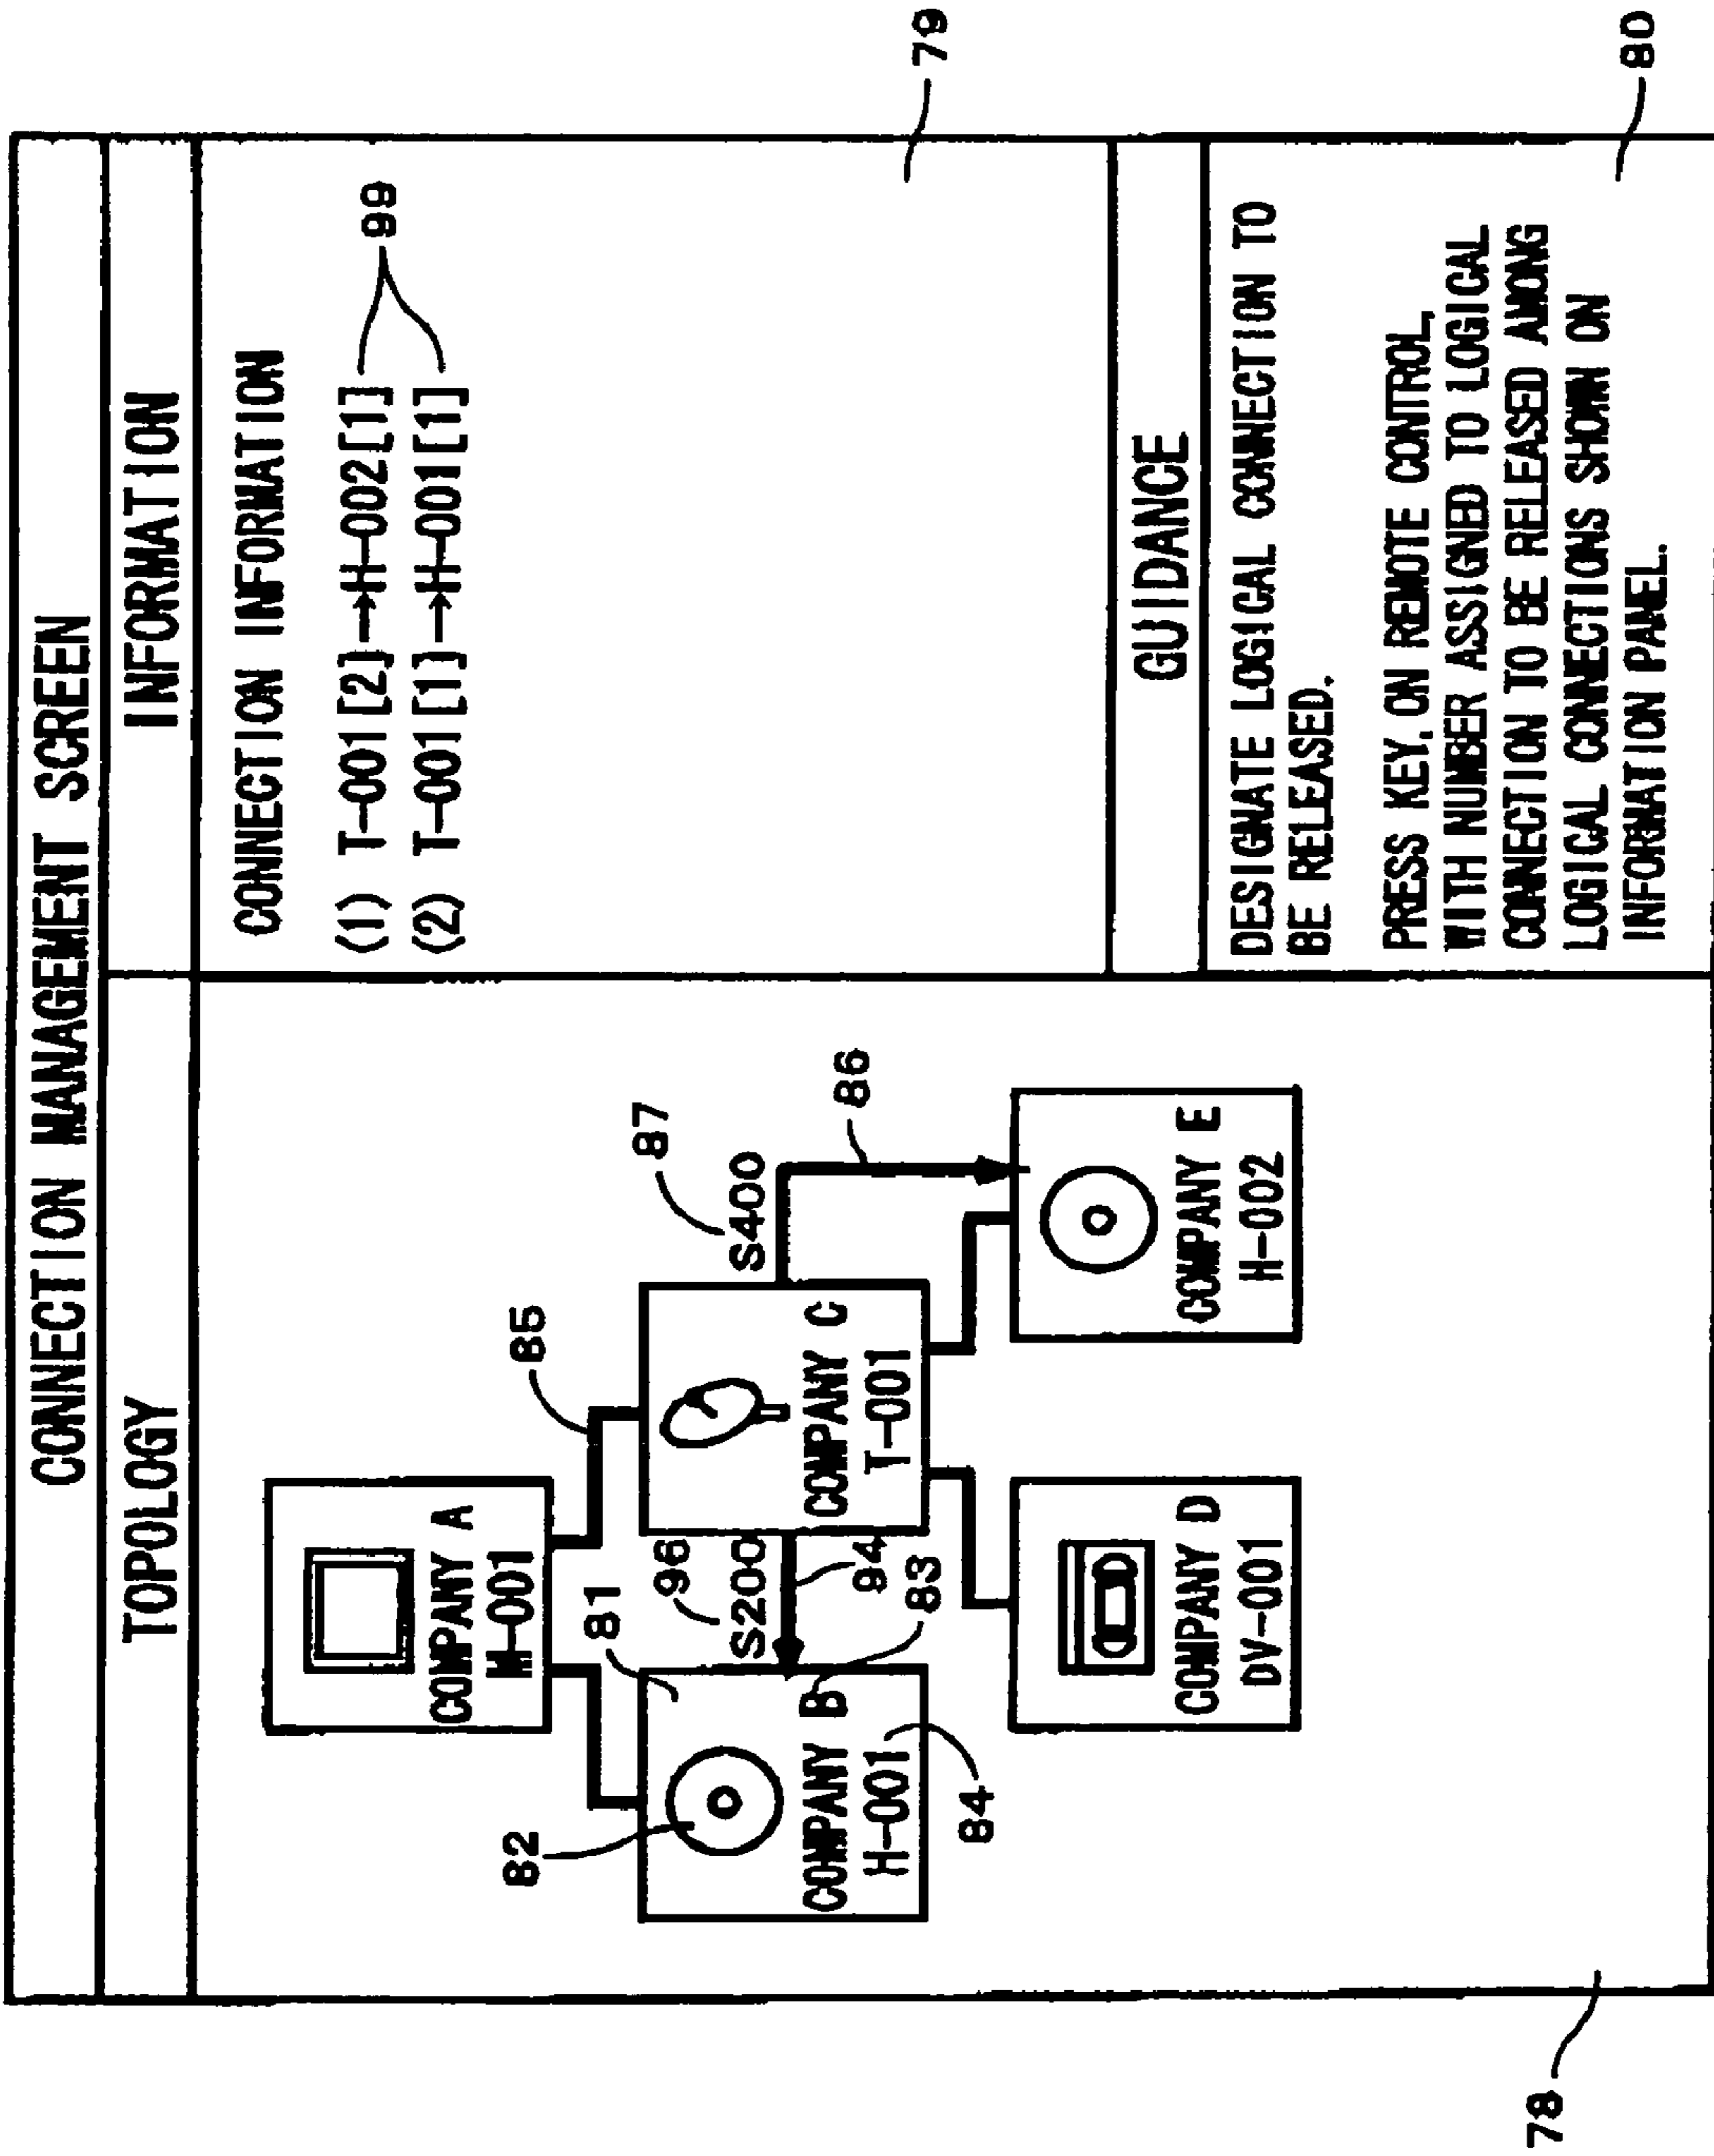 CONNECTION MANAGEMENT SCREEN
TOPOLOGY
INFORMATION
COMPANY A
M-001
81
82
COMPANY B
H-001
83
84
85
COMPANY C
T-001
96
S200
94
87
S400
86
COMPANY D
DV-001
COMPANY E
H-002
78
CONNECTION INFORMATION
(1) T-001[2]→H-002[1]
(2) T-001[1]→H-001[1]
99
79
GUIDANCE
DESIGNATE LOGICAL CONNECTION TO
BE RELEASED.
PRESS KEY, ON REMOTE CONTROL,
WITH NUMBER ASSIGNED TO LOGICAL
CONNECTION TO BE RELEASED AMONG
LOGICAL CONNECTIONS SHOWN ON
INFORMATION PANEL.
80